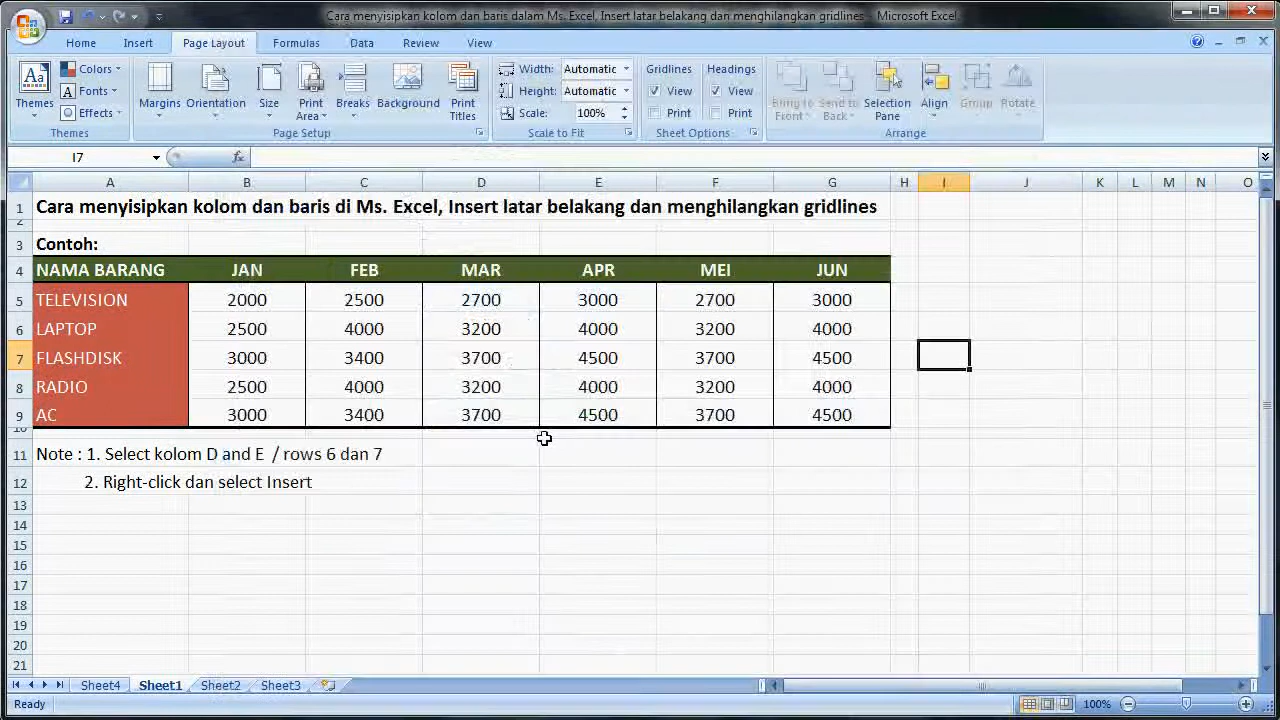 Cara menyisipkan kolom dan baris dalam Ms. Excel, Insert latar belakang dan menghilangkan gridlines - Microsoft Excel
Home Insert Page Layout Formulas Data Review View
Themes Colors Fonts Effects Margins Orientation Size Print Area Breaks Background Print Titles Width: Automatic Height: Automatic Scale: 100% Gridlines View Print Headings View Print Bring to Front Send to Back Selection Pane Align Group Rotate
Themes Page Setup Scale to Fit Sheet Options Arrange
I7 fx
A B C D E F G H I J K L M N O
1 Cara menyisipkan kolom dan baris di Ms. Excel, Insert latar belakang dan menghilangkan gridlines
2
3 Contoh:
4 NAMA BARANG JAN FEB MAR APR MEI JUN
5 TELEVISION 2000 2500 2700 3000 2700 3000
6 LAPTOP 2500 4000 3200 4000 3200 4000
7 FLASHDISK 3000 3400 3700 4500 3700 4500
8 RADIO 2500 4000 3200 4000 3200 4000
9 AC 3000 3400 3700 4500 3700 4500
10
11 Note : 1. Select kolom D and E / rows 6 dan 7
12 2. Right-click dan select Insert
13
14
15
16
17
18
19
20
21
Sheet4 Sheet1 Sheet2 Sheet3
Ready 100%